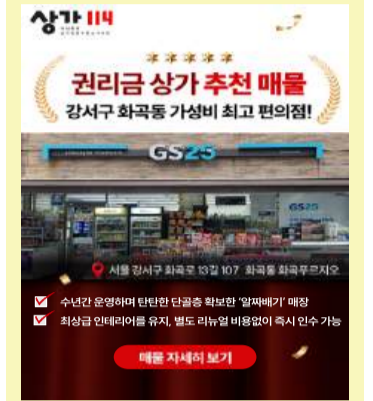 상가114
권리금 상가 추천 매물
강서구 화곡동 가성비 최고 편의점!
GS25
GS25
서울 강서구 화곡로 13길 107 화곡동 화곡푸르지오
수년간 운영하며 탄탄한 단골층 확보한 '알짜배기' 매장
최상급 인테리어를 유지, 별도 리뉴얼 비용없이 즉시 인수 가능
매물 자세히 보기